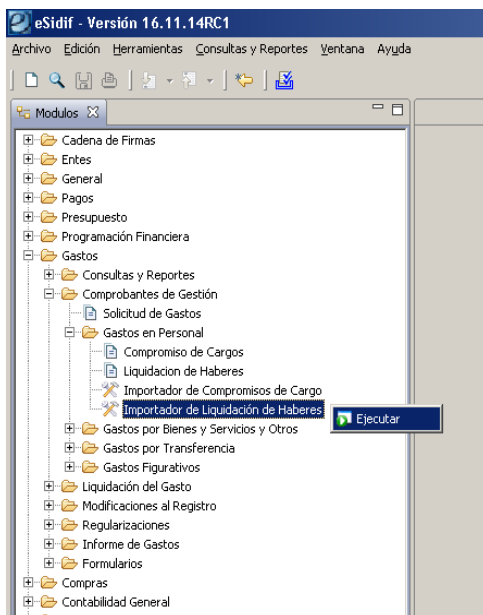 eSidif - Versión 16.11.14RC1
Archivo Edición Herramientas Consultas y Reportes Ventana Ayuda
Modulos
Cadena de Firmas
Entes
General
Pagos
Presupuesto
Programación Financiera
Gastos
Consultas y Reportes
Comprobantes de Gestión
Solicitud de Gastos
Gastos en Personal
Compromiso de Cargos
Liquidacion de Haberes
Importador de Compromisos de Cargo
Importador de Liquidación de Haberes
Ejecutar
Gastos por Bienes y Servicios y Otros
Gastos por Transferencia
Gastos Figurativos
Liquidación del Gasto
Modificaciones al Registro
Regularizaciones
Informe de Gastos
Formularios
Compras
Contabilidad General